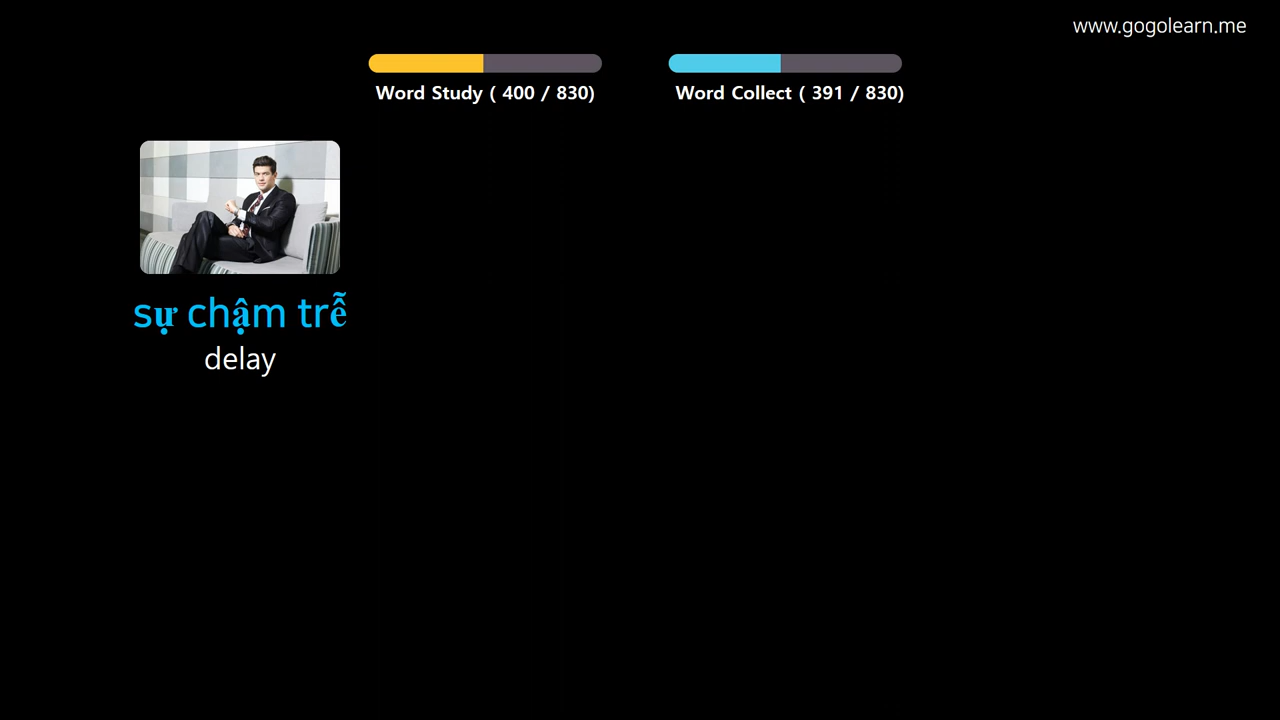 www.gogolearn.me
Word Study ( 400 / 830)
Word Collect ( 391 / 830)
sự chậm trễ
delay